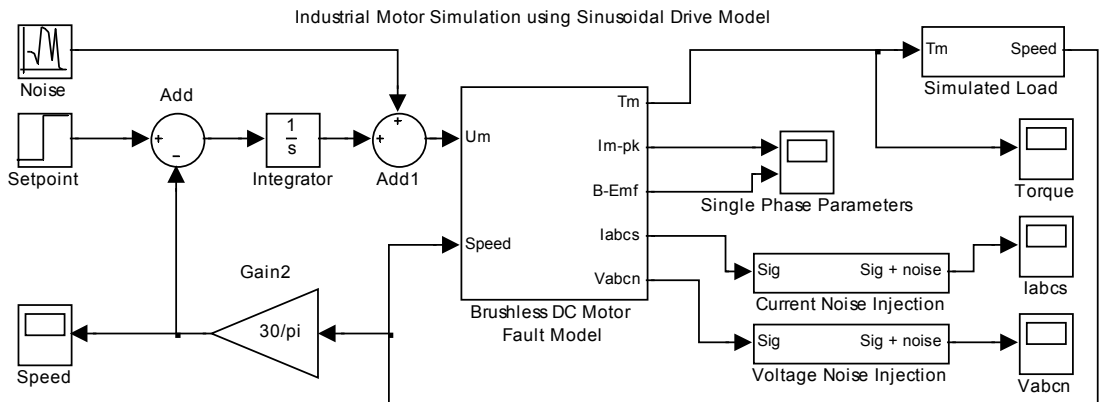 Industrial Motor Simulation using Sinusoidal Drive Model
Noise
Add
+
−
Setpoint
1
s
Integrator
+
+
Add1
Um
Speed
Tm
Im-pk
B-Emf
Iabcs
Vabcn
Brushless DC Motor
Fault Model
Tm
Speed
Simulated Load
Torque
Single Phase Parameters
Sig
Sig + noise
Current Noise Injection
Iabcs
Sig
Sig + noise
Voltage Noise Injection
Vabcn
Gain2
30/pi
Speed